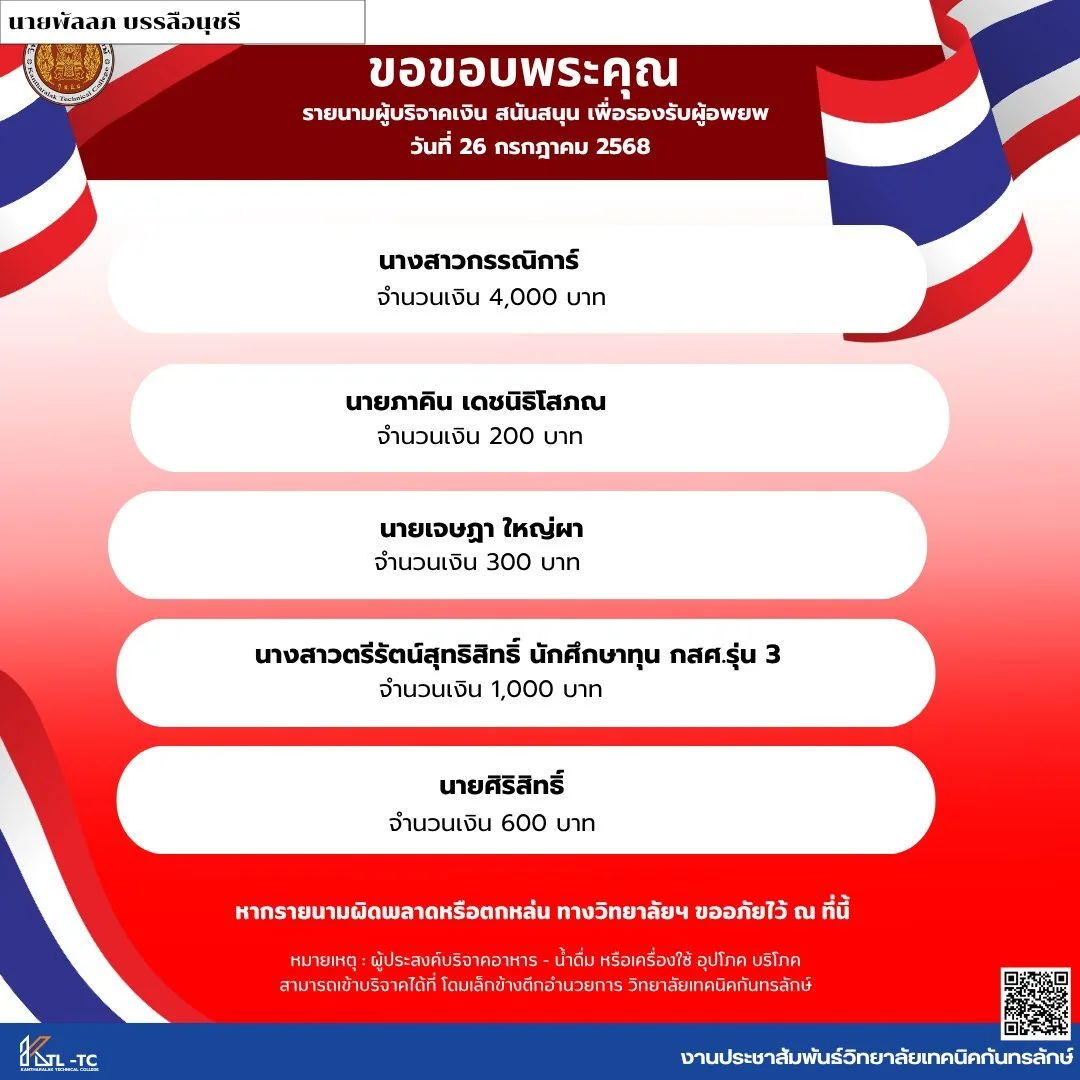 นายพัลลภ บรรลือนุชรี
Kantharalak Technical College
ขอขอบพระคุณ
รายนามผู้บริจาคเงิน สนันสนุน เพื่อรองรับผู้อพยพ
วันที่ 26 กรกฎาคม 2568
นางสาวกรรณิการ์
จำนวนเงิน 4,000 บาท
นายภาคิน เดชนิธิโสภณ
จำนวนเงิน 200 บาท
นายเจษฏา ใหญ่ผา
จำนวนเงิน 300 บาท
นางสาวตรีรัตน์สุทธิสิทธิ์ นักศึกษาทุน กสศ.รุ่น 3
จำนวนเงิน 1,000 บาท
นายศิริสิทธิ์
จำนวนเงิน 600 บาท
หากรายนามผิดพลาดหรือตกหล่น ทางวิทยาลัยฯ ขออภัยไว้ ณ ที่นี้
หมายเหตุ : ผู้ประสงค์บริจาคอาหาร - น้ำดื่ม หรือเครื่องใช้ อุปโภค บริโภค
สามารถเข้าบริจาคได้ที่ โดมเล็กข้างตึกอำนวยการ วิทยาลัยเทคนิคกันทรลักษ์
KTL -TC
KANTHARALAK TECHNICAL COLLEGE
งานประชาสัมพันธ์วิทยาลัยเทคนิคกันทรลักษ์